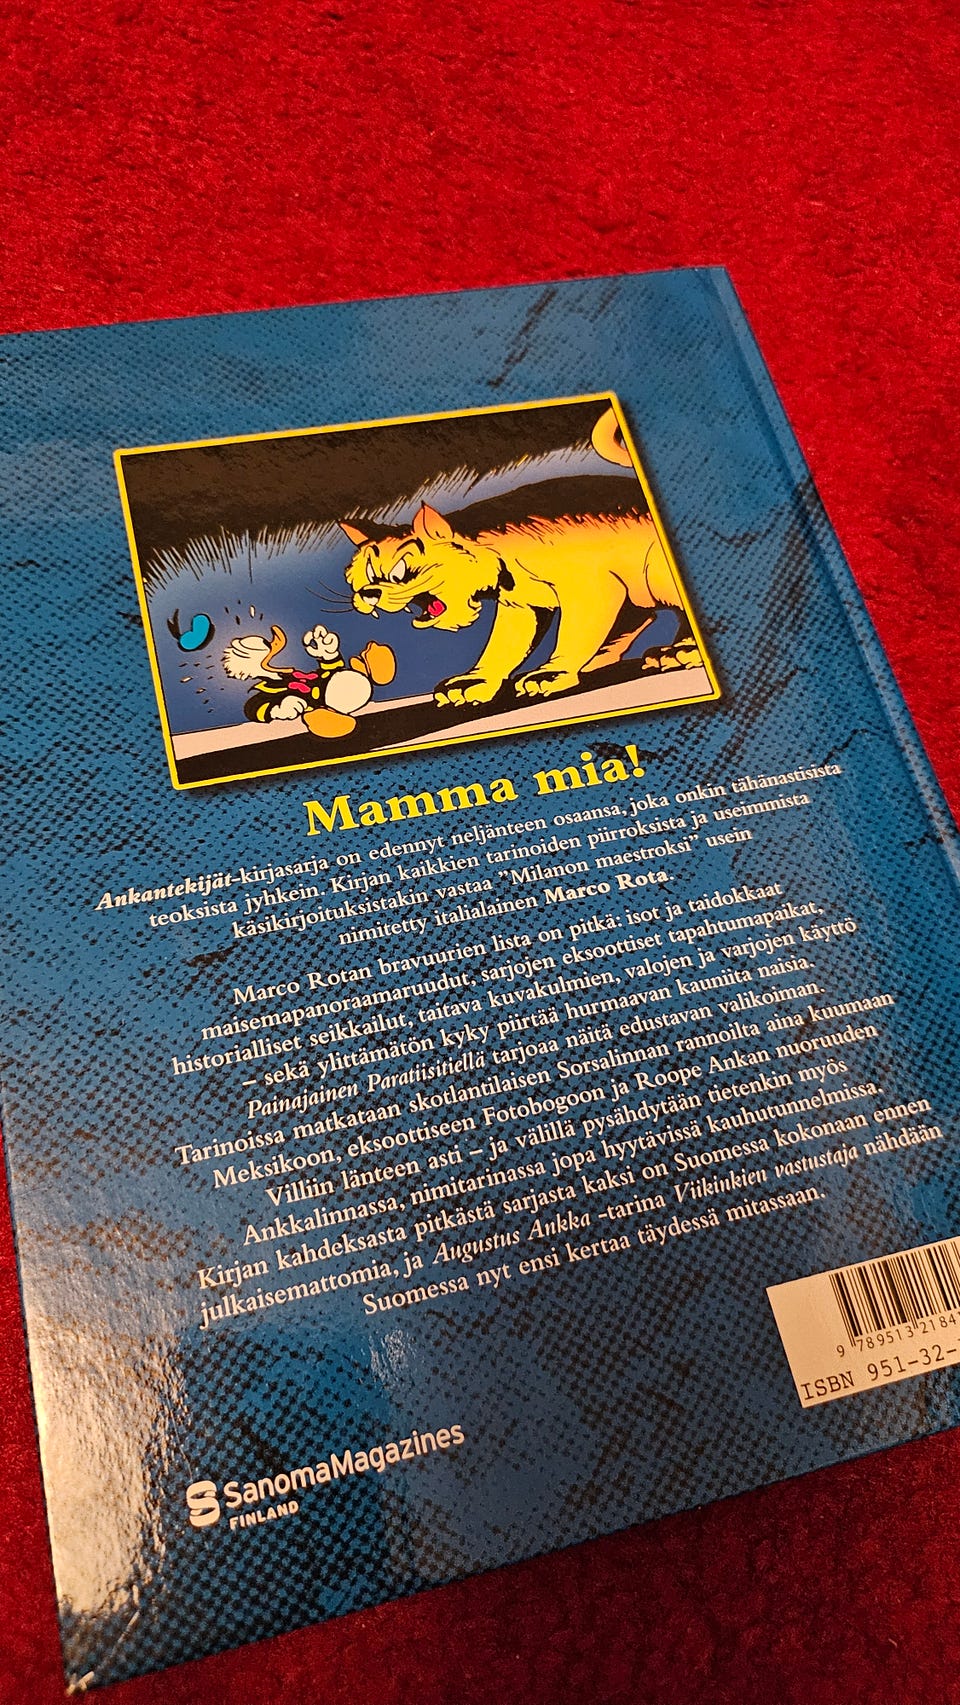 Mamma mia!
Ankantekijät-kirjasarja on edennyt neljänteen osaansa, joka onkin tähänastisista
teoksista jyhkein. Kirjan kaikkien tarinoiden piirroksista ja useimmista
käsikirjoituksistakin vastaa ”Milanon maestroksi” usein
nimitetty italialainen Marco Rota.
Marco Rotan bravuurien lista on pitkä: isot ja taidokkaat
maisemapanoraamaruudut, sarjojen eksoottiset tapahtumapaikat,
historialliset seikkailut, taitava kuvakulmien, valojen ja varjojen käyttö
– sekä ylittämätön kyky piirtää hurmaavan kauniita naisia.
Painajainen Paratiisitiellä tarjoaa näitä edustavan valikoiman.
Tarinoissa matkataan skotlantilaisen Sorsalinnan rannoilta aina kuumaan
Meksikoon, eksoottiseen Fotobogoon ja Roope Ankan nuoruuden
Villiin länteen asti – ja välillä pysähdytään tietenkin myös
Ankkalinnassa, nimitarinassa jopa hyytävissä kauhutunnelmissa.
Kirjan kahdeksasta pitkästä sarjasta kaksi on Suomessa kokonaan ennen
julkaisemattomia, ja Augustus Ankka -tarina Viikinkien vastustaja nähdään
Suomessa nyt ensi kertaa täydessä mitassaan.
9 789513 2184
ISBN 951-32-
SanomaMagazines
FINLAND